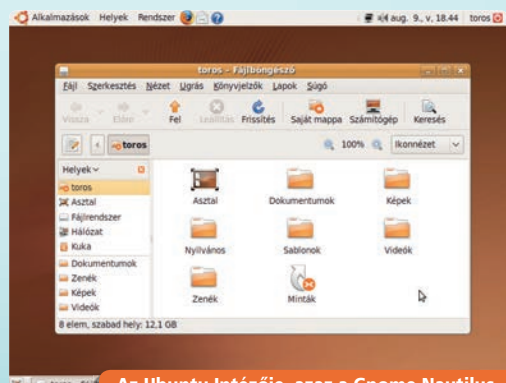 Alkalmazások Helyek Rendszer aug. 9., v, 18.44 toros
toros - Fájlböngésző
Fájl Szerkesztés Nézet Ugrás Könyvjelzők Lapok Súgó
Vissza Előre Fel Leállítás Frissítés Saját mappa Számítógép Keresés
toros 100% Ikonnézet
Helyek
toros
Asztal
Fájlrendszer
Hálózat
Kuka
Dokumentumok
Zenék
Képek
Videók
Asztal Dokumentumok Képek
Nyilvános Sablonok Videók
Zenék Minták
8 elem, szabad hely: 12,1 GB
Az Ubuntu Intézője, azaz a Gnome Nautilus